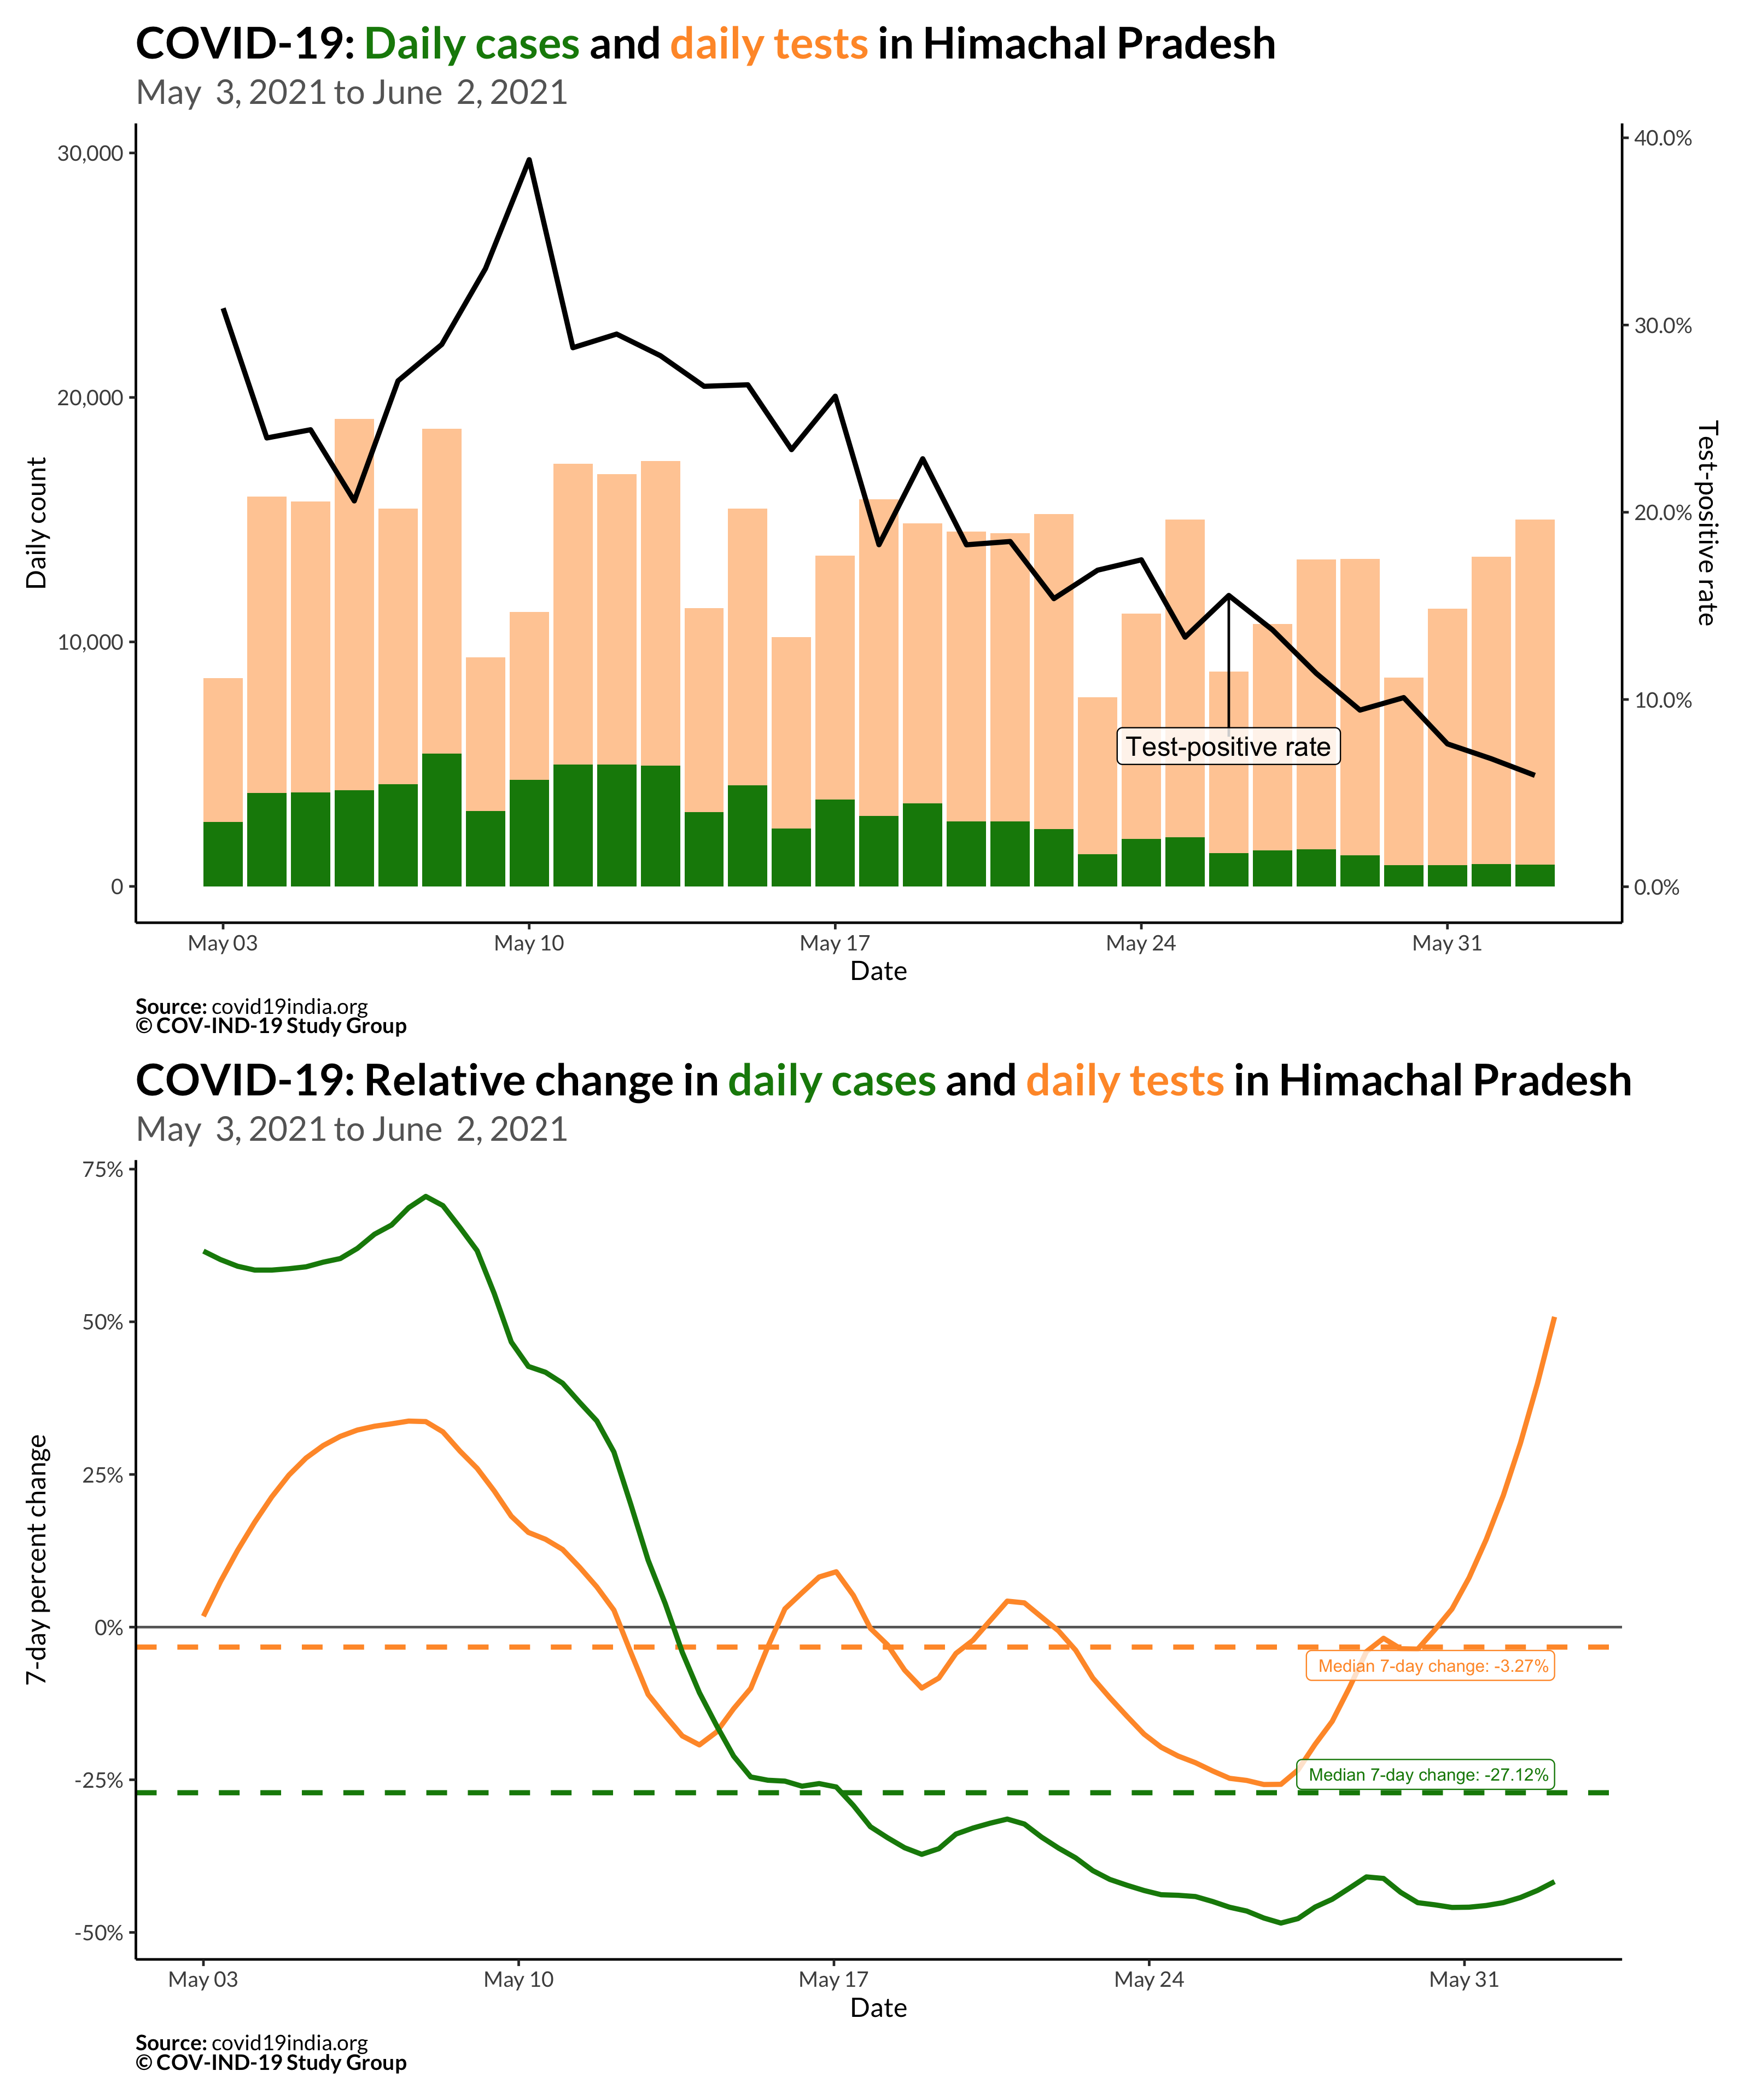 COVID-19: Daily cases and daily tests in Himachal Pradesh
May 3, 2021 to June 2, 2021
30,000
20,000
10,000
0
Daily count
40.0%
30.0%
20.0%
10.0%
0.0%
Test-positive rate
Test-positive rate
May 03
May 10
May 17
May 24
May 31
Date
Source: covid19india.org
© COV-IND-19 Study Group
COVID-19: Relative change in daily cases and daily tests in Himachal Pradesh
May 3, 2021 to June 2, 2021
75%
50%
25%
0%
-25%
-50%
7-day percent change
Median 7-day change: -3.27%
Median 7-day change: -27.12%
May 03
May 10
May 17
May 24
May 31
Date
Source: covid19india.org
© COV-IND-19 Study Group